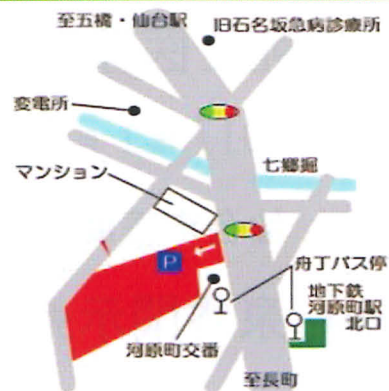 至五橋・仙台駅
旧石名坂急病診療所
変電所
七郷堀
マンション
P
舟丁バス停
地下鉄
河原町駅
北口
河原町交番
至長町